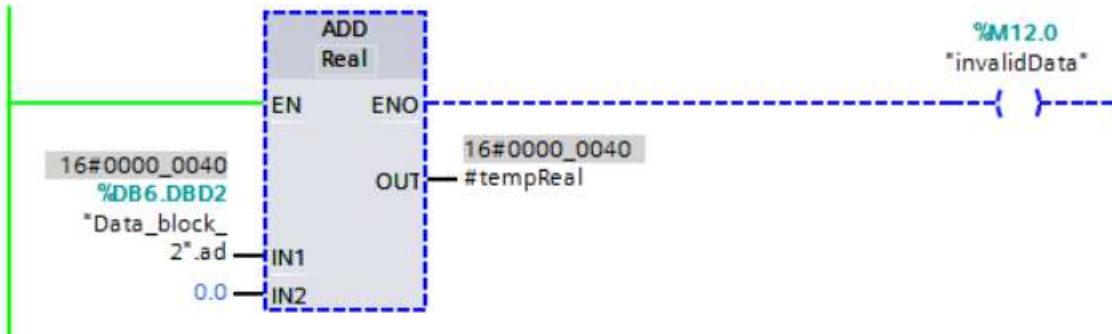 ADD
Real
%M12.0
"invalidData"
EN
ENO
16#0000_0040
%DB6.DBD2
"Data_block_
2".ad
IN1
0.0
IN2
16#0000_0040
OUT
#tempReal